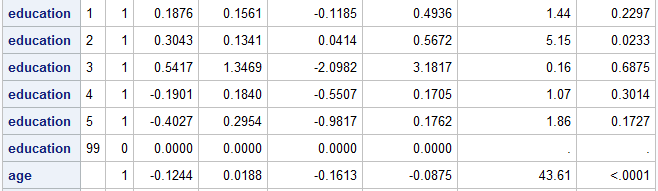 education 1 1 0.1876 0.1561 -0.1185 0.4936 1.44 0.2297
education 2 1 0.3043 0.1341 0.0414 0.5672 5.15 0.0233
education 3 1 0.5417 1.3469 -2.0982 3.1817 0.16 0.6875
education 4 1 -0.1901 0.1840 -0.5507 0.1705 1.07 0.3014
education 5 1 -0.4027 0.2954 -0.9817 0.1762 1.86 0.1727
education 99 0 0.0000 0.0000 0.0000 0.0000 . .
age 1 -0.1244 0.0188 -0.1613 -0.0875 43.61 <.0001